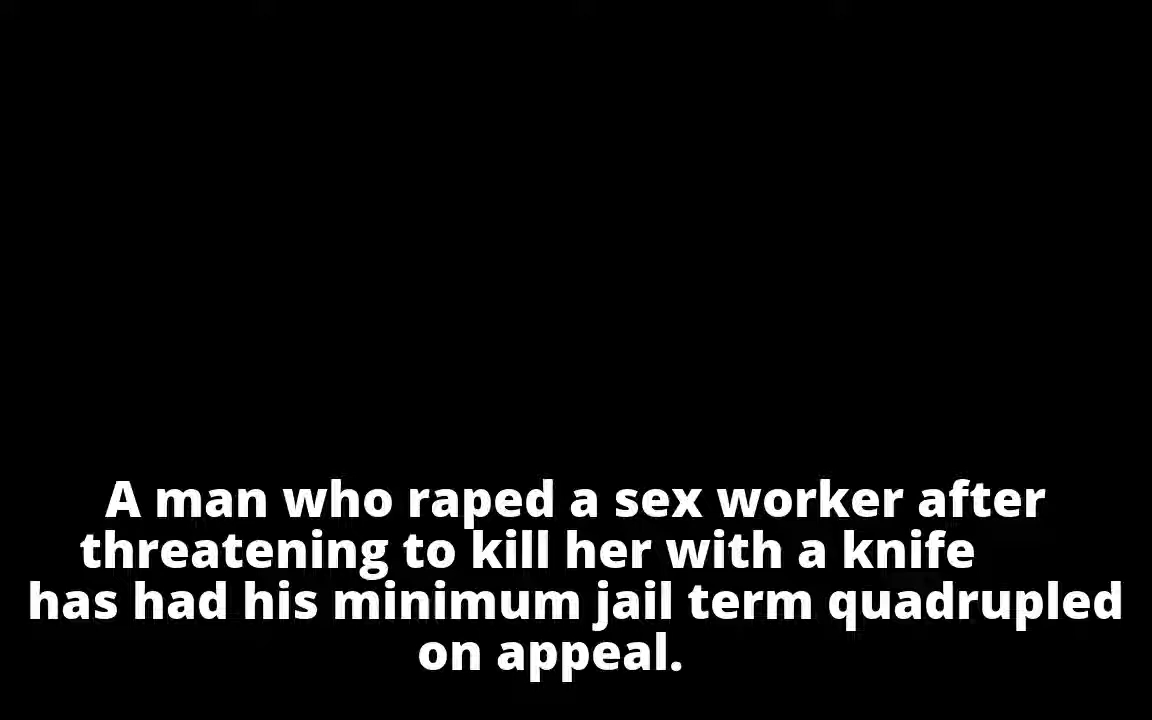 A man who raped a sex worker after
threatening to kill her with a knife
has had his minimum jail term quadrupled
on appeal.